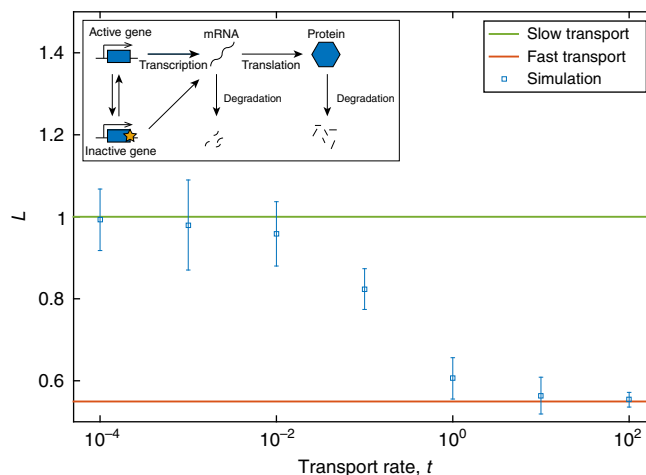 Active gene
mRNA
Protein
Transcription
Translation
Degradation
Degradation
Inactive gene
Slow transport
Fast transport
Simulation
1.4
1.2
1
0.8
0.6
L
10⁻⁴
10⁻²
10⁰
10²
Transport rate, t